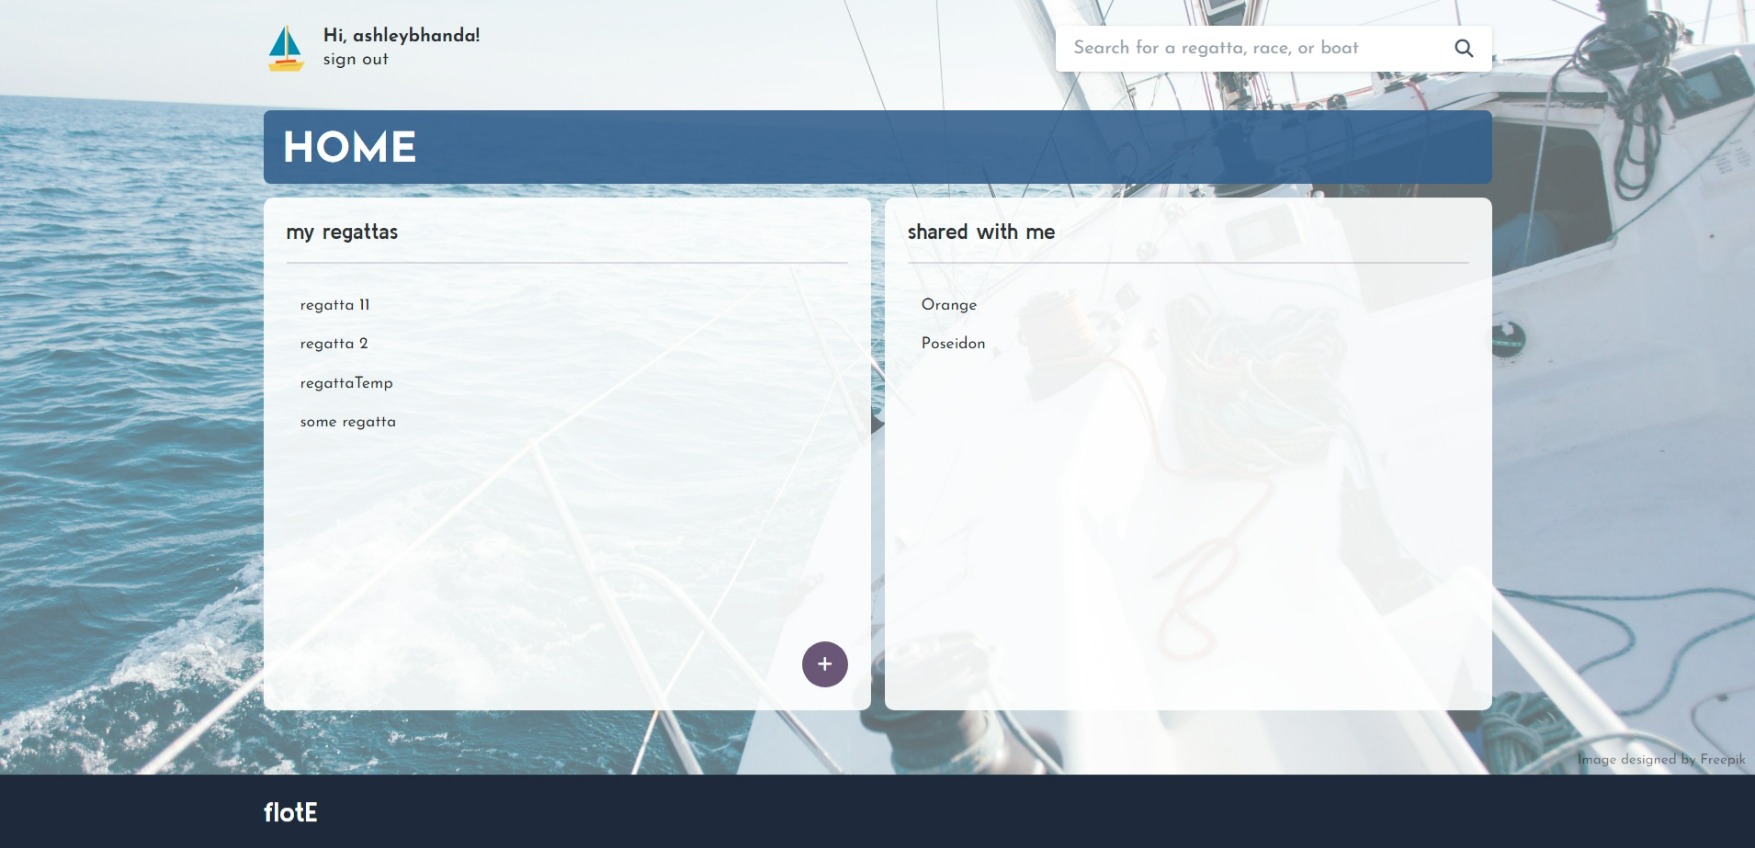 Hi, ashleybhanda!
sign out
Search for a regatta, race, or boat
HOME
my regattas
regatta 11
regatta 2
regattaTemp
some regatta
+
shared with me
Orange
Poseidon
Image designed by Freepik
flotE